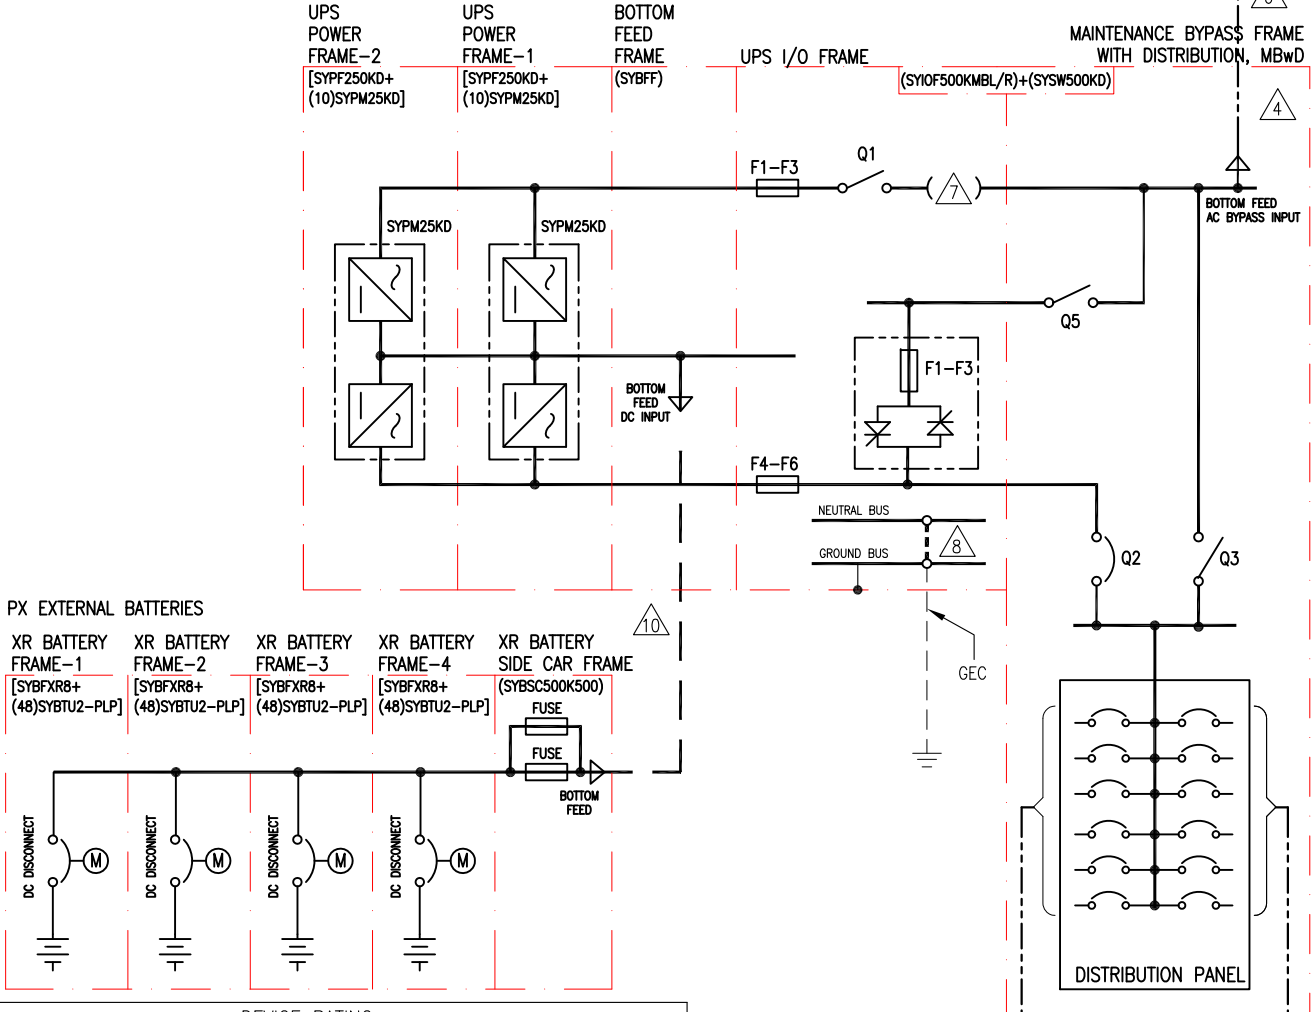 UPS
POWER
FRAME-2
[SYPF250KD+
(10)SYPM25KD]
UPS
POWER
FRAME-1
[SYPF250KD+
(10)SYPM25KD]
BOTTOM
FEED
FRAME
(SYBFF)
UPS I/O FRAME
(SYIOF500KMBL/R)+(SYSW500KD)
MAINTENANCE BYPASS FRAME
WITH DISTRIBUTION, MBwD
4
F1-F3
Q1
7
BOTTOM FEED
AC BYPASS INPUT
SYPM25KD
SYPM25KD
Q5
F1-F3
BOTTOM
FEED
DC INPUT
F4-F6
NEUTRAL BUS
GROUND BUS
8
Q2
Q3
GEC
PX EXTERNAL BATTERIES
10
XR BATTERY
FRAME-1
[SYBFXR8+
(48)SYBTU2-PLP]
XR BATTERY
FRAME-2
[SYBFXR8+
(48)SYBTU2-PLP]
XR BATTERY
FRAME-3
[SYBFXR8+
(48)SYBTU2-PLP]
XR BATTERY
FRAME-4
[SYBFXR8+
(48)SYBTU2-PLP]
XR BATTERY
SIDE CAR FRAME
(SYBSC500K500)
FUSE
FUSE
BOTTOM
FEED
DC DISCONNECT
M
DC DISCONNECT
M
DC DISCONNECT
M
DC DISCONNECT
M
DISTRIBUTION PANEL
DEVICE RATING